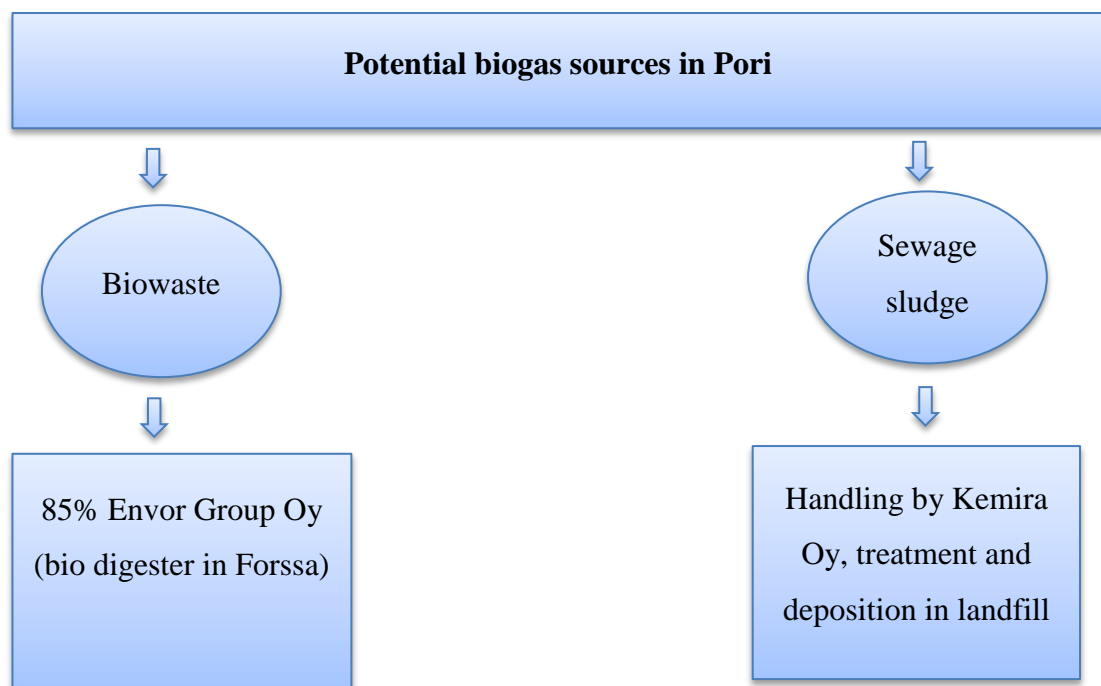 Potential biogas sources in Pori
Biowaste
Sewage
sludge
85% Envor Group Oy
(bio digester in Forssa)
Handling by Kemira
Oy, treatment and
deposition in landfill